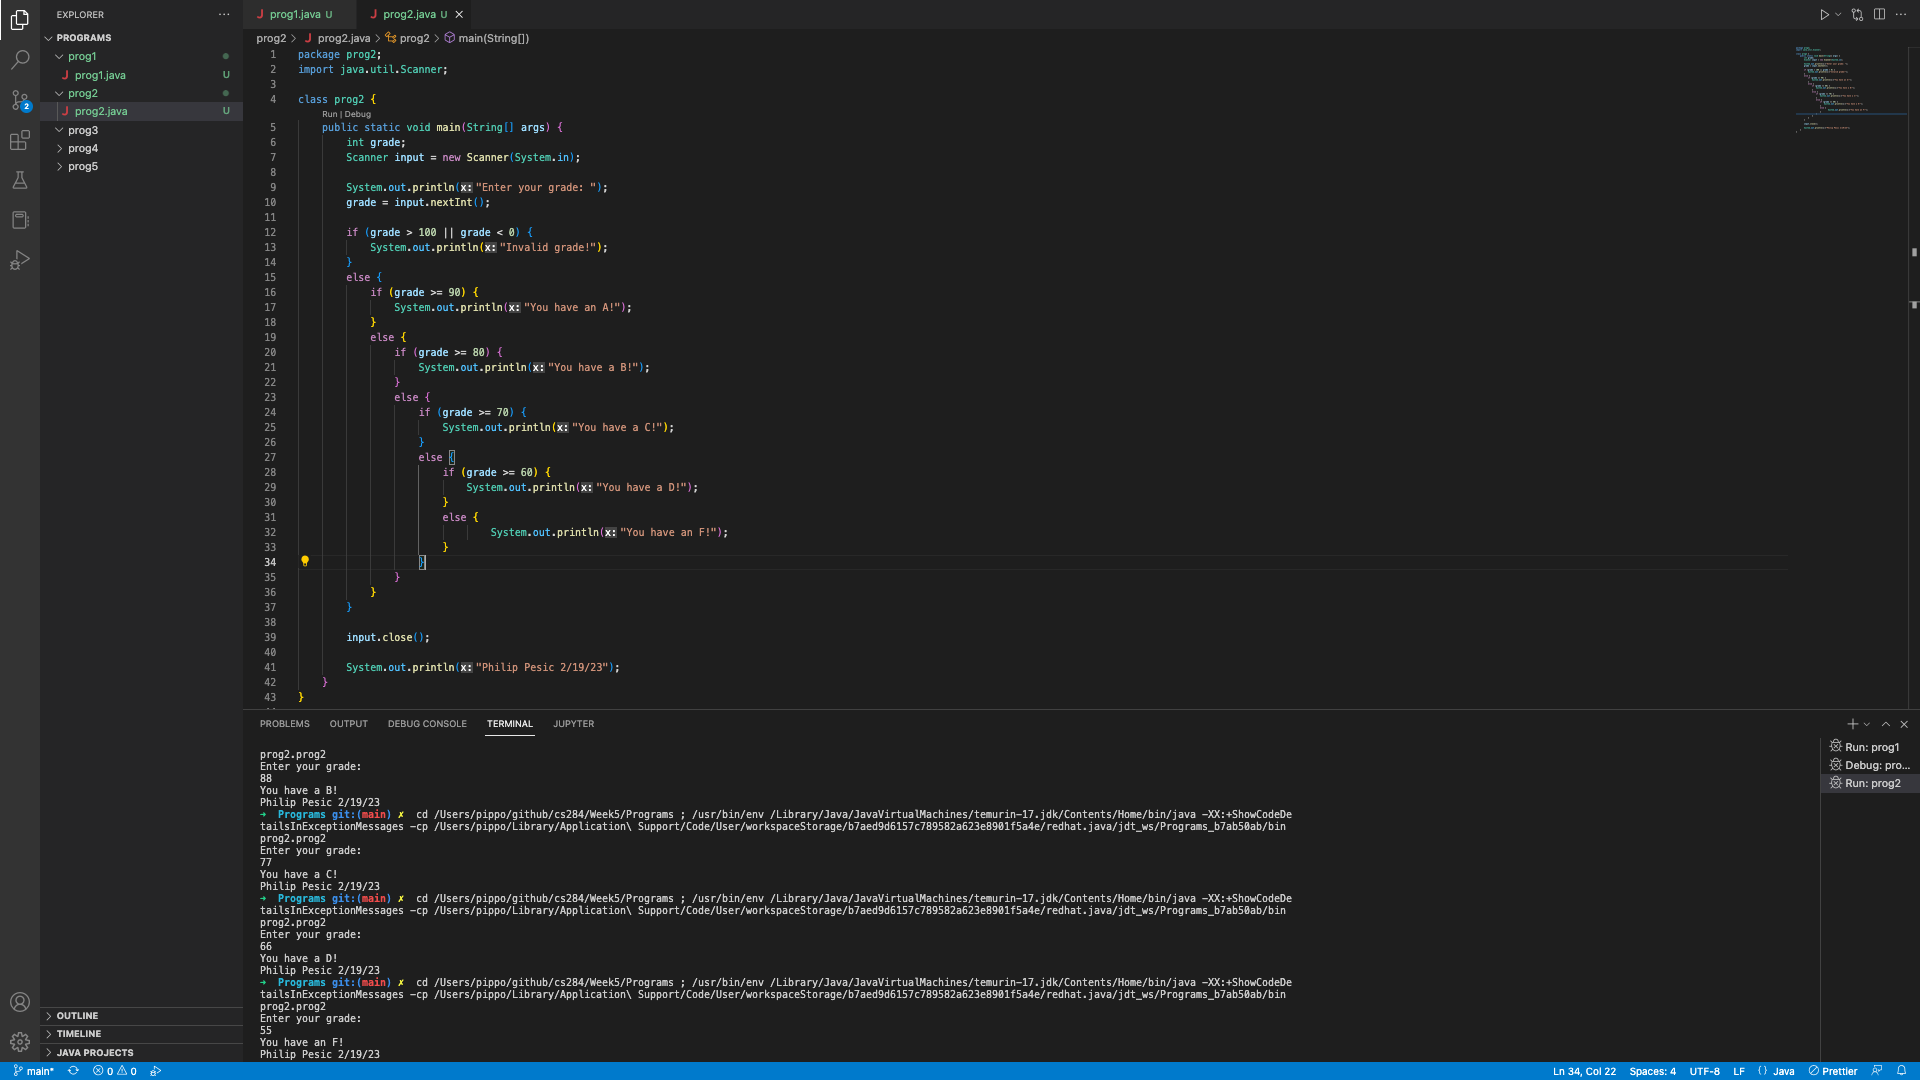 EXPLORER
PROGRAMS
prog1
prog1.java U
prog2
prog2.java U
prog3
prog4
prog5
OUTLINE
TIMELINE
JAVA PROJECTS
2
prog1.java U
prog2.java U
prog2 > prog2.java > prog2 > main(String[])
1 package prog2;
2 import java.util.Scanner;
3
4 class prog2 {
Run | Debug
5 public static void main(String[] args) {
6 int grade;
7 Scanner input = new Scanner(System.in);
8
9 System.out.println(x: "Enter your grade: ");
10 grade = input.nextInt();
11
12 if (grade > 100 || grade < 0) {
13 System.out.println(x: "Invalid grade!");
14 }
15 else {
16 if (grade >= 90) {
17 System.out.println(x: "You have an A!");
18 }
19 else {
20 if (grade >= 80) {
21 System.out.println(x: "You have a B!");
22 }
23 else {
24 if (grade >= 70) {
25 System.out.println(x: "You have a C!");
26 }
27 else {
28 if (grade >= 60) {
29 System.out.println(x: "You have a D!");
30 }
31 else {
32 System.out.println(x: "You have an F!");
33 }
34 }
35 }
36 }
37 }
38
39 input.close();
40
41 System.out.println(x: "Philip Pesic 2/19/23");
42 }
43 }
PROBLEMS OUTPUT DEBUG CONSOLE TERMINAL JUPYTER
prog2.prog2
Enter your grade:
88
You have a B!
Philip Pesic 2/19/23
➜ Programs git:(main) ✗ cd /Users/pippo/github/cs284/Week5/Programs ; /usr/bin/env /Library/Java/JavaVirtualMachines/temurin-17.jdk/Contents/Home/bin/java -XX:+ShowCodeDe
tailsInExceptionMessages -cp /Users/pippo/Library/Application\ Support/Code/User/workspaceStorage/b7aed9d6157c789582a623e8901f5a4e/redhat.java/jdt_ws/Programs_b7ab50ab/bin
prog2.prog2
Enter your grade:
77
You have a C!
Philip Pesic 2/19/23
➜ Programs git:(main) ✗ cd /Users/pippo/github/cs284/Week5/Programs ; /usr/bin/env /Library/Java/JavaVirtualMachines/temurin-17.jdk/Contents/Home/bin/java -XX:+ShowCodeDe
tailsInExceptionMessages -cp /Users/pippo/Library/Application\ Support/Code/User/workspaceStorage/b7aed9d6157c789582a623e8901f5a4e/redhat.java/jdt_ws/Programs_b7ab50ab/bin
prog2.prog2
Enter your grade:
66
You have a D!
Philip Pesic 2/19/23
➜ Programs git:(main) ✗ cd /Users/pippo/github/cs284/Week5/Programs ; /usr/bin/env /Library/Java/JavaVirtualMachines/temurin-17.jdk/Contents/Home/bin/java -XX:+ShowCodeDe
tailsInExceptionMessages -cp /Users/pippo/Library/Application\ Support/Code/User/workspaceStorage/b7aed9d6157c789582a623e8901f5a4e/redhat.java/jdt_ws/Programs_b7ab50ab/bin
prog2.prog2
Enter your grade:
55
You have an F!
Philip Pesic 2/19/23
Run: prog1
Debug: pro...
Run: prog2
main* 0 0 Ln 34, Col 22 Spaces: 4 UTF-8 LF {} Java Prettier